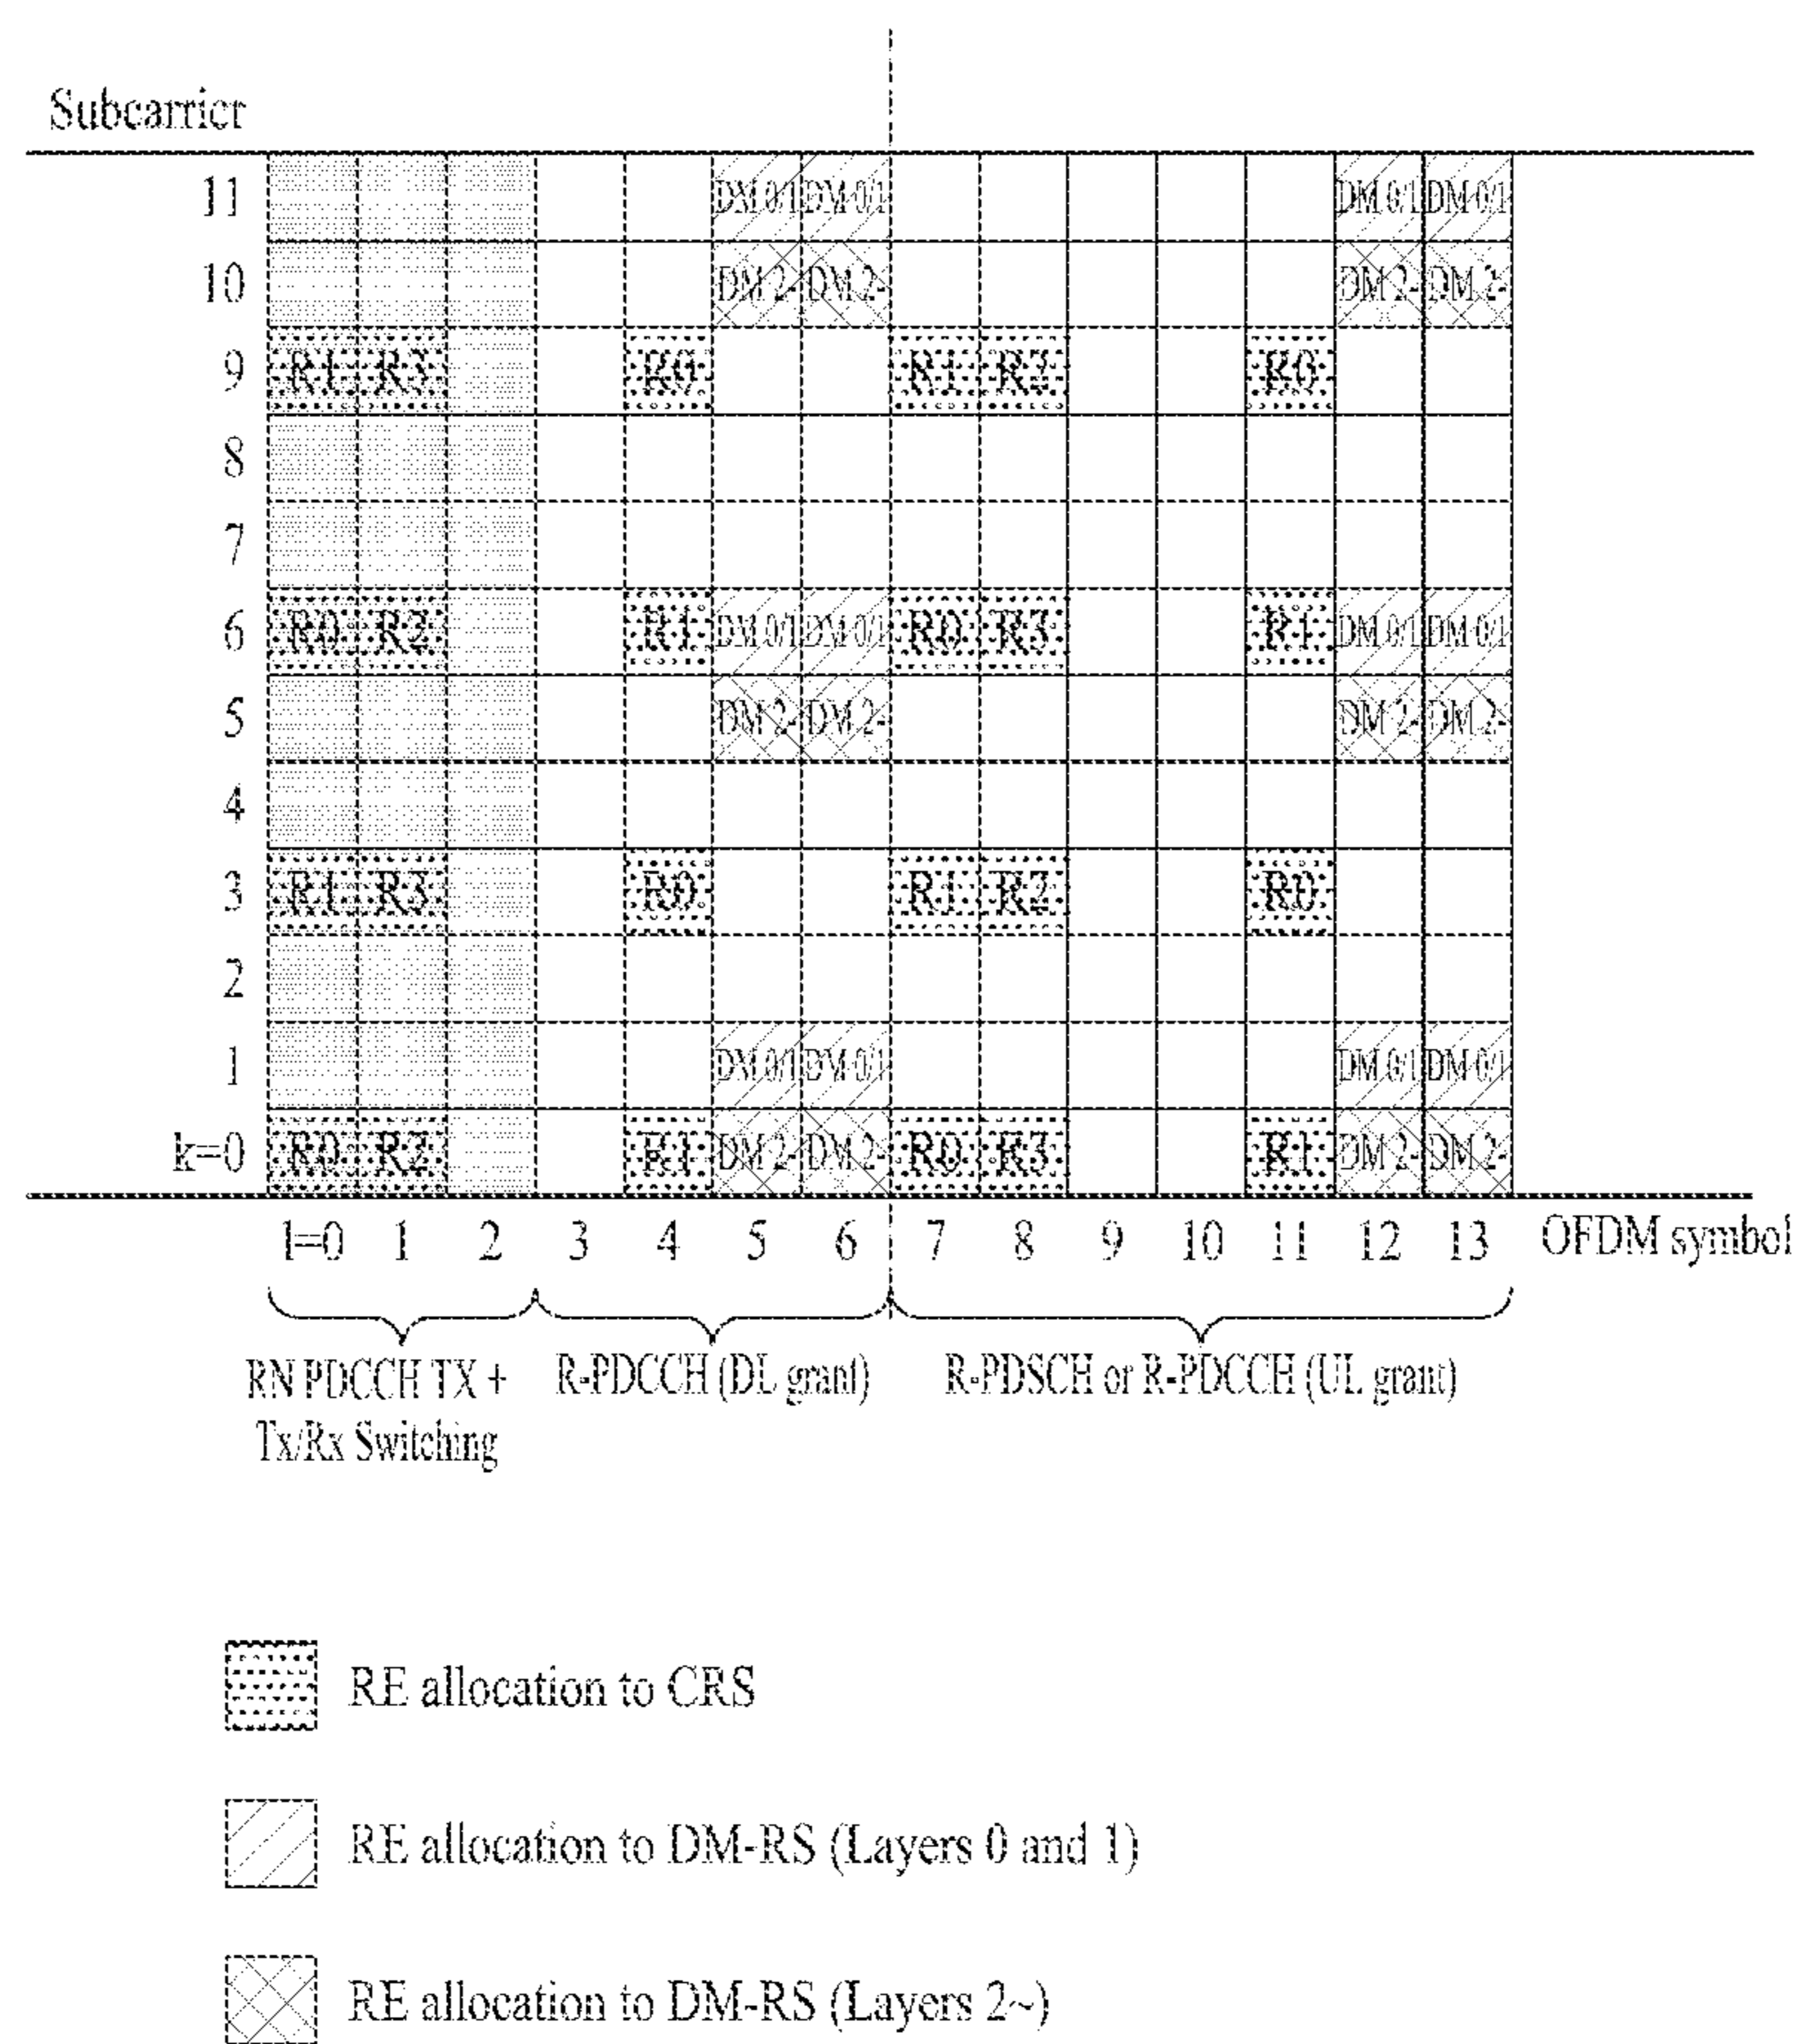 Subcarrier
11 DM 0/1 DM 0/1 DM 0/1 DM 0/1
10 DM 2- DM 2- DM 2- DM 2-
9 R1 R3 R0 R1 R2 R0
8
7
6 R0 R2 R1 DM 0/1 DM 0/1 R0 R3 R1 DM 0/1 DM 0/1
5 DM 2- DM 2- DM 2- DM 2-
4
3 R1 R3 R0 R1 R2 R0
2
1 DM 0/1 DM 0/1 DM 0/1 DM 0/1
k=0 R0 R2 R1 DM 2- DM 2- R0 R3 R1 DM 2- DM 2-
l=0 1 2 3 4 5 6 7 8 9 10 11 12 13 OFDM symbol
RN PDCCH TX + R-PDCCH (DL grant) R-PDSCH or R-PDCCH (UL grant)
Tx/Rx Switching
RE allocation to CRS
RE allocation to DM-RS (Layers 0 and 1)
RE allocation to DM-RS (Layers 2~)